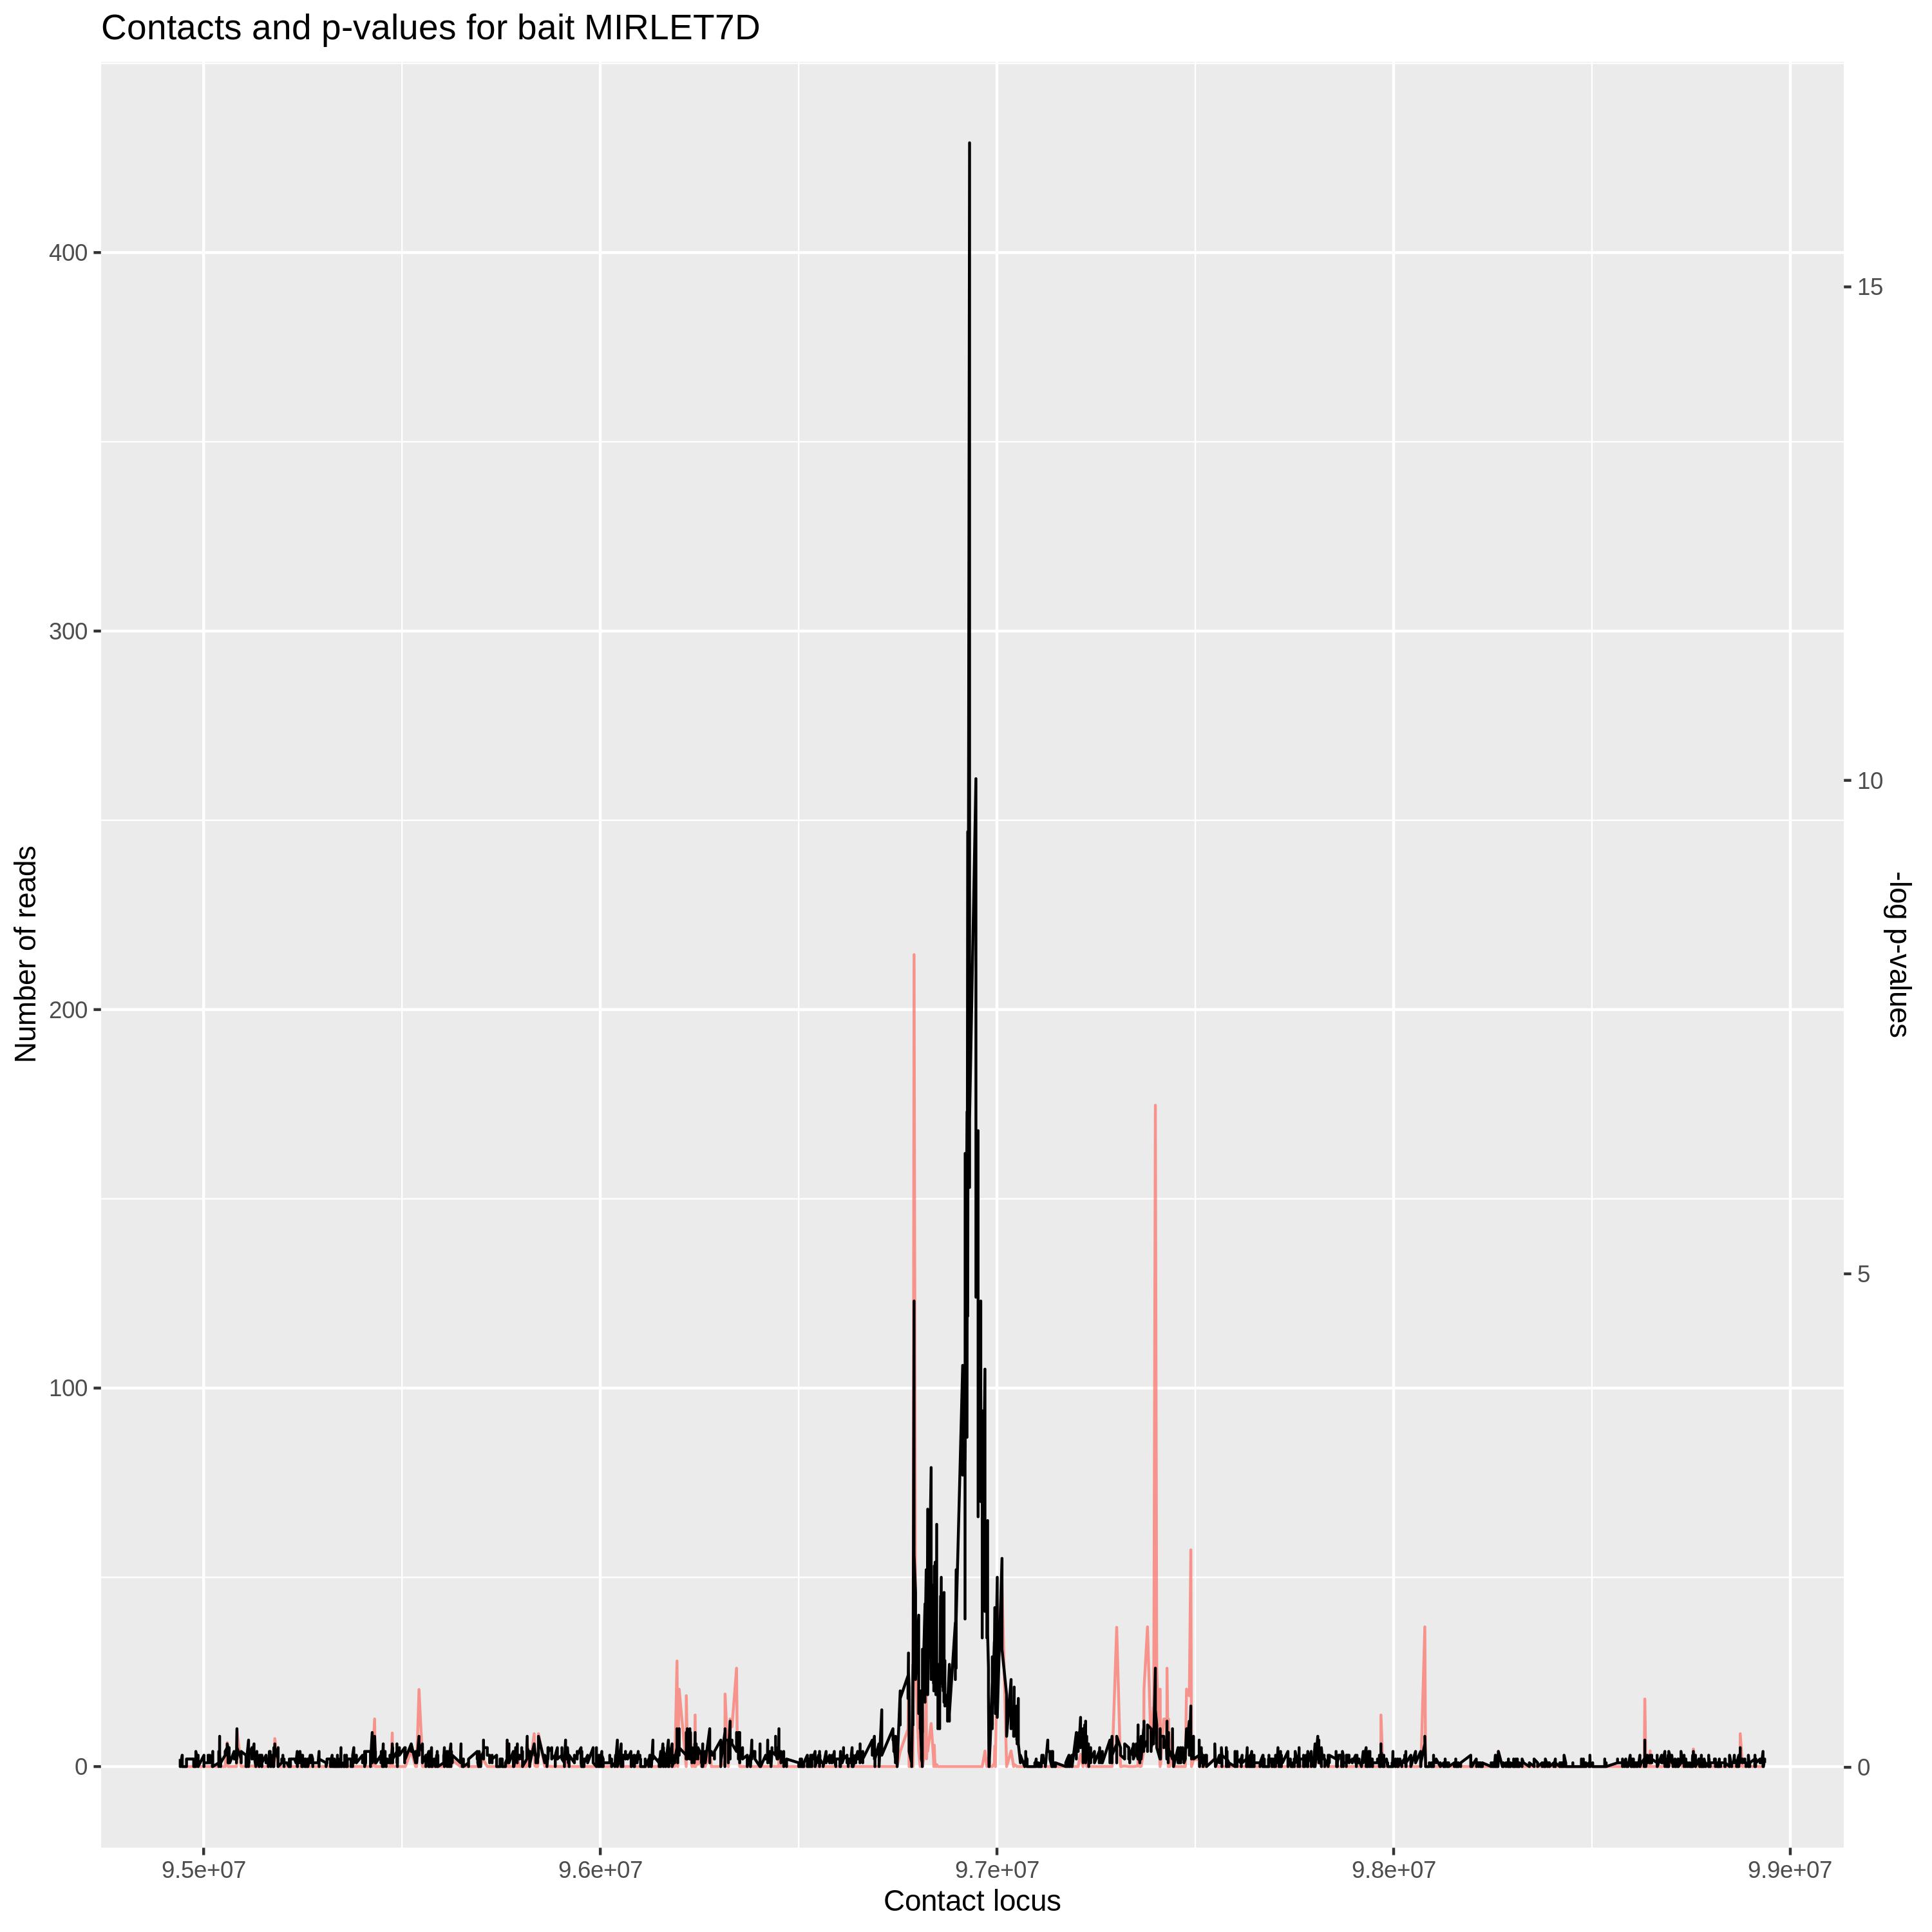 Contacts and p-values for bait MIRLET7D
400
300
200
100
0
Number of reads
15
10
5
0
-log p-values
9.5e+07
9.6e+07
9.7e+07
9.8e+07
9.9e+07
Contact locus